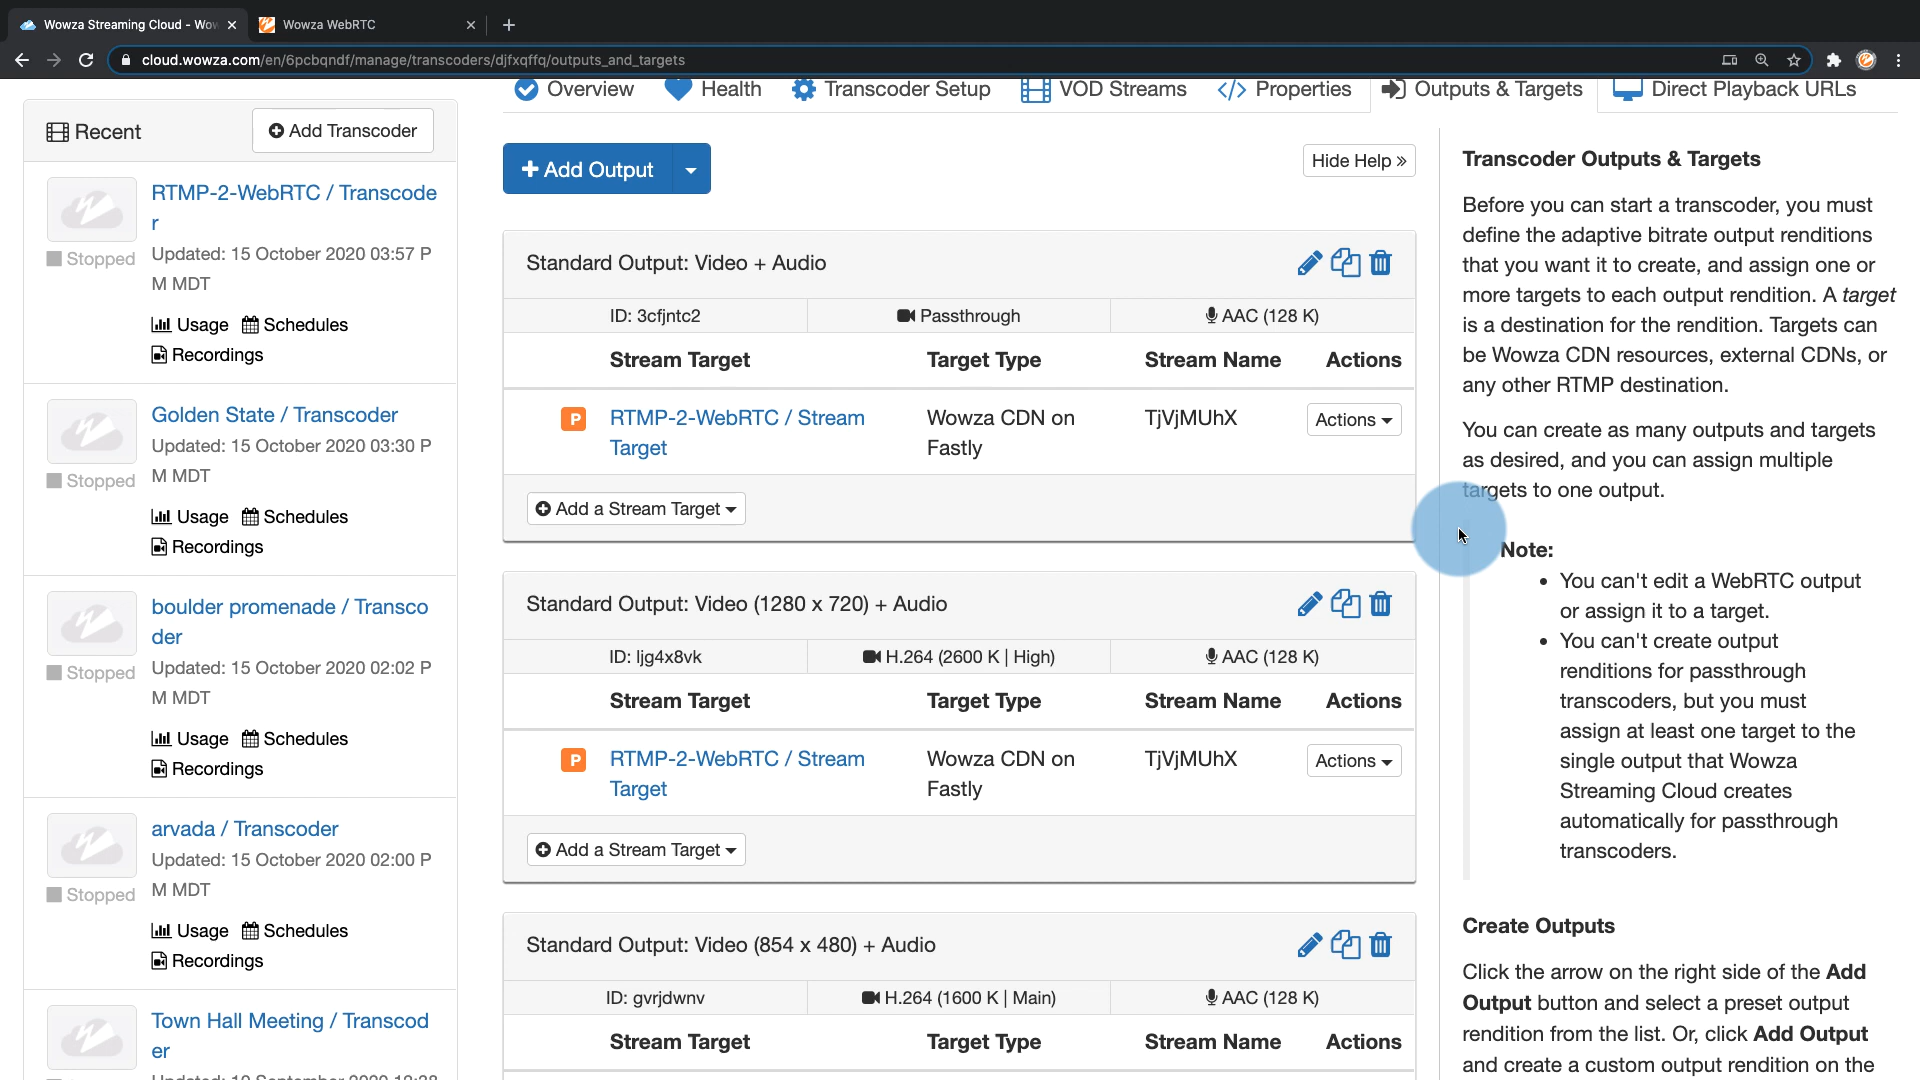 Wowza Streaming Cloud - Wow
Wowza WebRTC
cloud.wowza.com/en/6pcbqndf/manage/transcoders/djfxqffq/outputs_and_targets
Overview
Health
Transcoder Setup
VOD Streams
Properties
Outputs & Targets
Direct Playback URLs
Recent
Add Transcoder
RTMP-2-WebRTC / Transcode
r
Updated: 15 October 2020 03:57 P
M MDT
Stopped
Usage Schedules
Recordings
Golden State / Transcoder
Updated: 15 October 2020 03:30 P
M MDT
Stopped
Usage Schedules
Recordings
boulder promenade / Transco
der
Updated: 15 October 2020 02:02 P
M MDT
Stopped
Usage Schedules
Recordings
arvada / Transcoder
Updated: 15 October 2020 02:00 P
M MDT
Stopped
Usage Schedules
Recordings
Town Hall Meeting / Transcod
er
Add Output
Hide Help »
Standard Output: Video + Audio
ID: 3cfjntc2 Passthrough AAC (128 K)
Stream Target Target Type Stream Name Actions
P RTMP-2-WebRTC / Stream Wowza CDN on TjVjMUhX Actions
Target Fastly
Add a Stream Target
Standard Output: Video (1280 x 720) + Audio
ID: ljg4x8vk H.264 (2600 K | High) AAC (128 K)
Stream Target Target Type Stream Name Actions
P RTMP-2-WebRTC / Stream Wowza CDN on TjVjMUhX Actions
Target Fastly
Add a Stream Target
Standard Output: Video (854 x 480) + Audio
ID: gvrjdwnv H.264 (1600 K | Main) AAC (128 K)
Stream Target Target Type Stream Name Actions
Transcoder Outputs & Targets
Before you can start a transcoder, you must
define the adaptive bitrate output renditions
that you want it to create, and assign one or
more targets to each output rendition. A target
is a destination for the rendition. Targets can
be Wowza CDN resources, external CDNs, or
any other RTMP destination.
You can create as many outputs and targets
as desired, and you can assign multiple
targets to one output.
Note:
• You can't edit a WebRTC output
or assign it to a target.
• You can't create output
renditions for passthrough
transcoders, but you must
assign at least one target to the
single output that Wowza
Streaming Cloud creates
automatically for passthrough
transcoders.
Create Outputs
Click the arrow on the right side of the Add
Output button and select a preset output
rendition from the list. Or, click Add Output
and create a custom output rendition on the